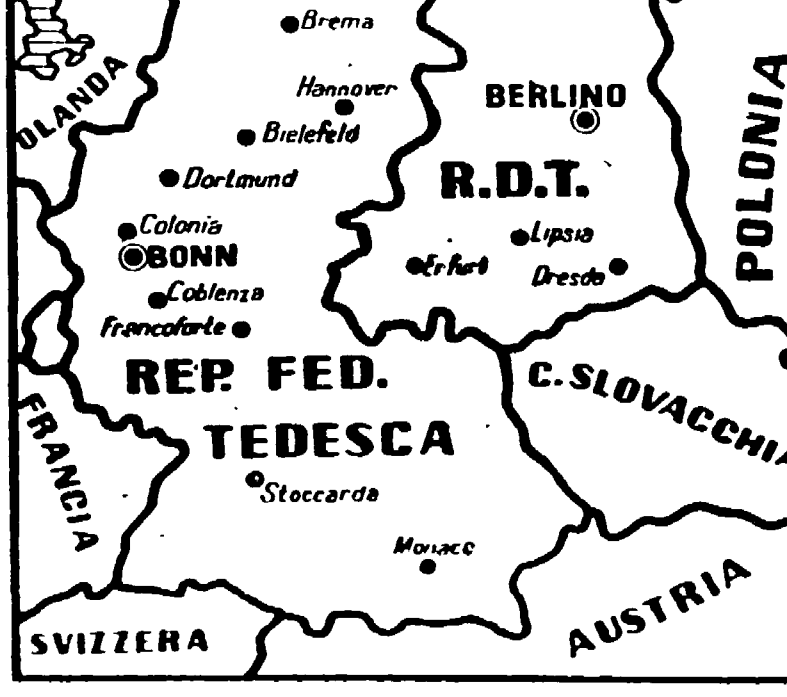 Brema
OLANDA
Hannover
BERLINO
Bielefeld
POLONIA
Dortmund
R.D.T.
Colonia
Lipsia
BONN
Erfurt
Dresda
Coblenza
Francoforte
REP. FED.
C. SLOVACCHIA
TEDESCA
FRANCIA
Stoccarda
Monaco
AUSTRIA
SVIZZERA